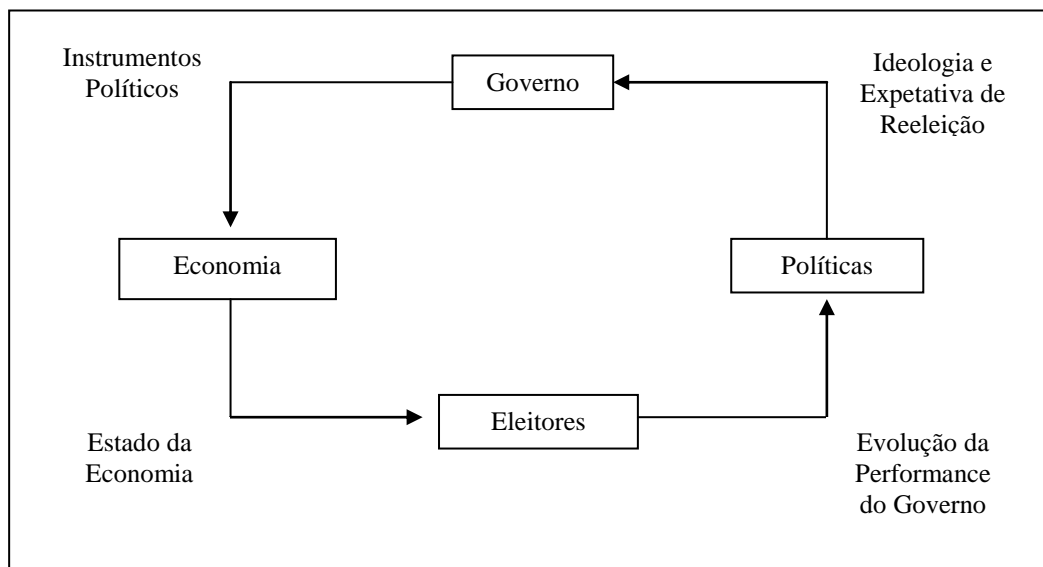 Instrumentos
Políticos
Governo
Ideologia e
Expetativa de
Reeleição
Economia
Políticas
Eleitores
Estado da
Economia
Evolução da
Performance
do Governo